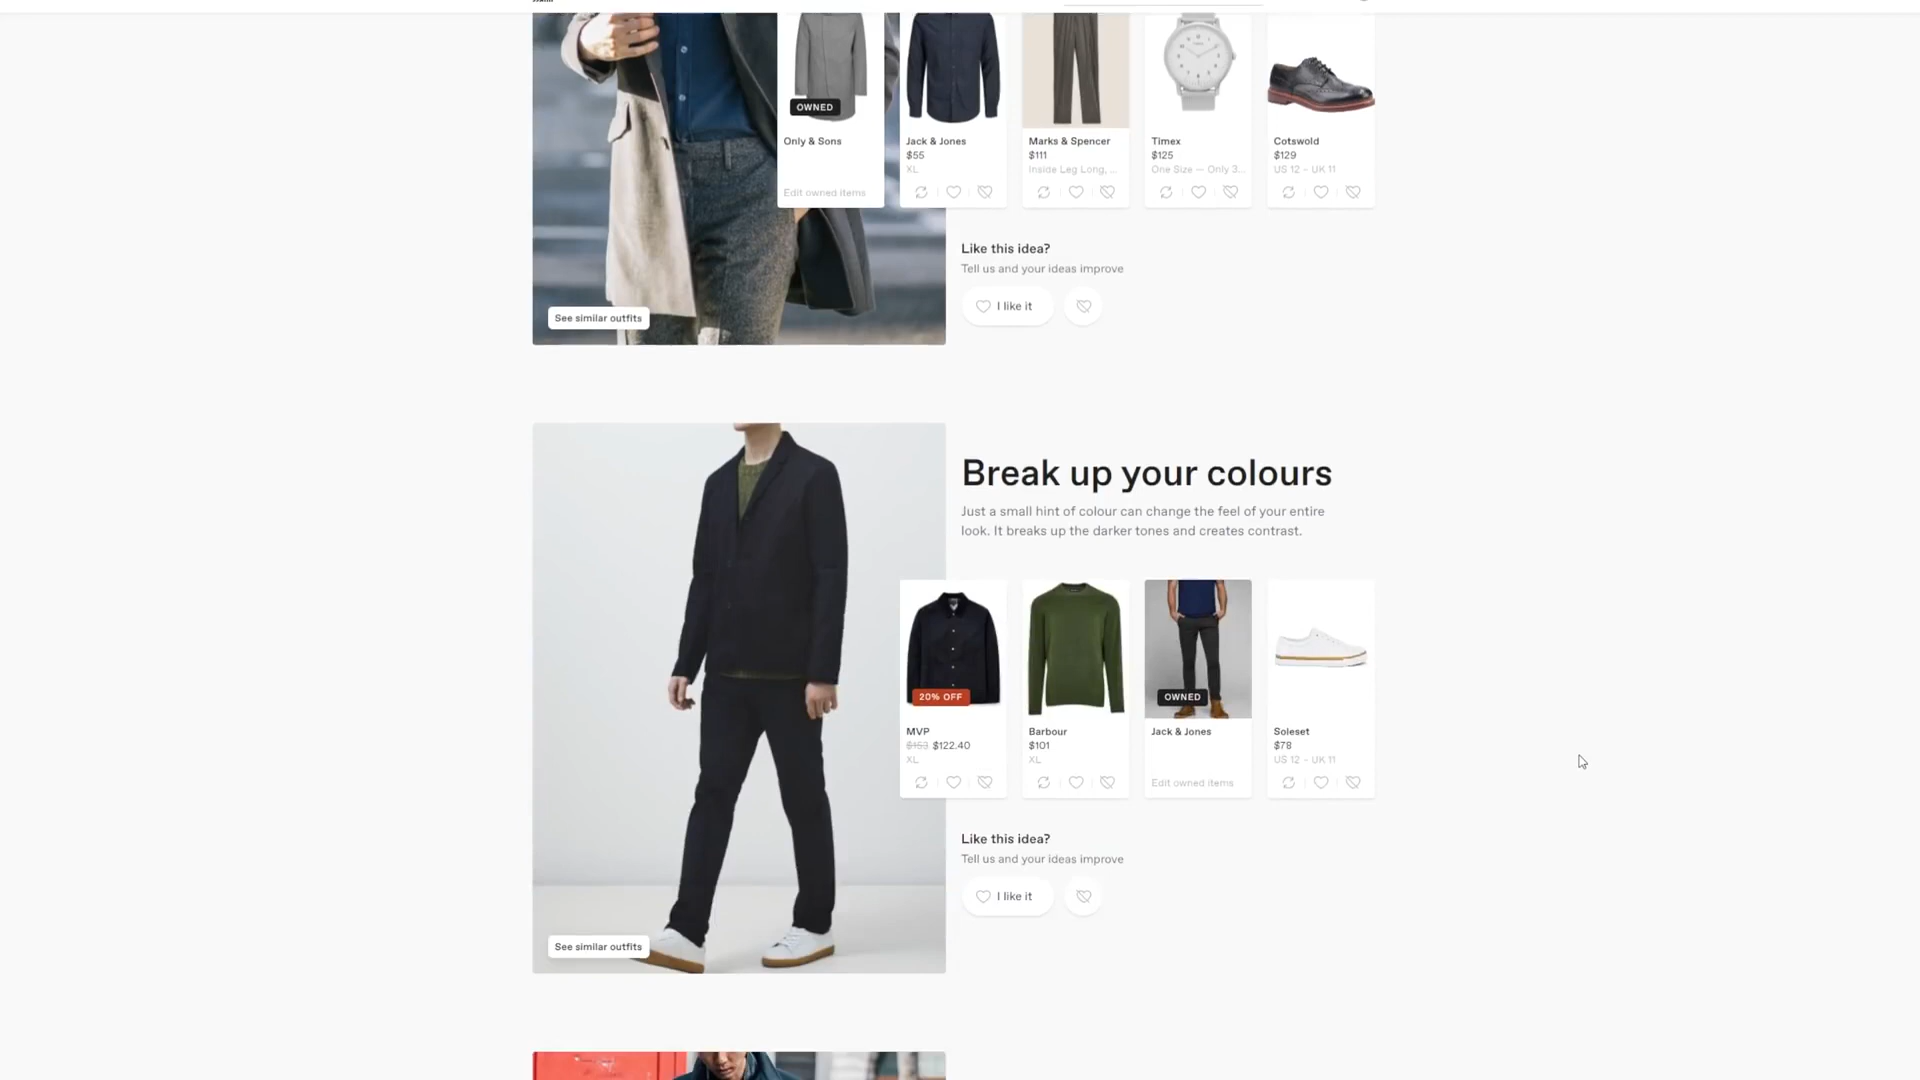 OWNED
Only & Sons
Edit owned items
Jack & Jones
$55
XL
Marks & Spencer
$111
Inside Leg Long, ...
Timex
$125
One Size — Only 3...
Cotswold
$129
US 12 - UK 11
Like this idea?
Tell us and your ideas improve
I like it
See similar outfits
Break up your colours
Just a small hint of colour can change the feel of your entire
look. It breaks up the darker tones and creates contrast.
20% OFF
MVP
$153 $122.40
XL
Barbour
$101
XL
OWNED
Jack & Jones
Edit owned items
Soleset
$78
US 12 - UK 11
Like this idea?
Tell us and your ideas improve
I like it
See similar outfits